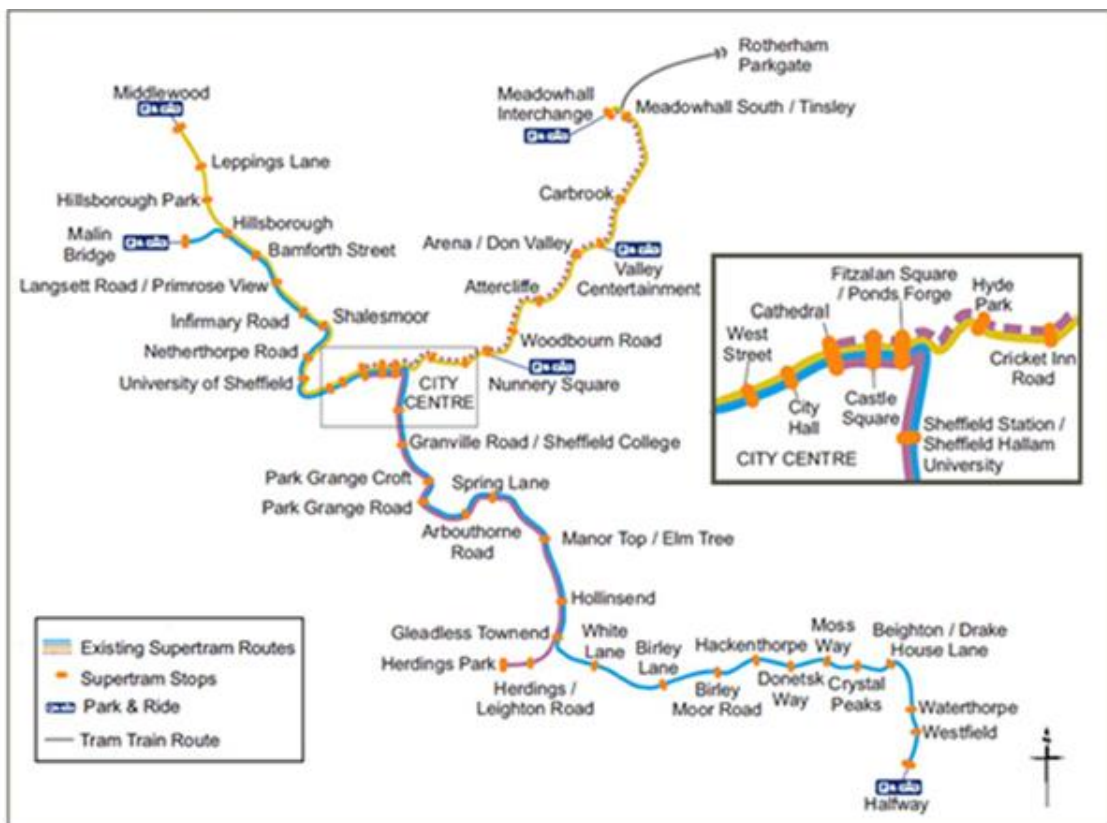 Rotherham
Parkgate
Middlewood
Meadowhall
Interchange
Meadowhall South / Tinsley
Leppings Lane
Hillsborough Park
Carbrook
Hillsborough
Malin
Bridge
Bamforth Street
Arena / Don Valley
Valley
Centertainment
Langsett Road / Primrose View
Attercliffe
Infirmary Road
Shalesmoor
Woodbourn Road
Netherthorpe Road
University of Sheffield
Nunnery Square
CITY
CENTRE
Granville Road / Sheffield College
Park Grange Croft
Spring Lane
Park Grange Road
Arbouthorne
Road
Manor Top / Elm Tree
Hollinsend
Gleadless Townend
White
Lane
Herdings Park
Herdings /
Leighton Road
Birley
Lane
Birley
Moor Road
Hackenthorpe
Donetsk
Way
Moss
Way
Crystal
Peaks
Beighton / Drake
House Lane
Waterthorpe
Westfield
Halfway
Fitzalan Square
/ Ponds Forge
Hyde
Park
Cathedral
West
Street
Cricket Inn
Road
City
Hall
Castle
Square
Sheffield Station /
Sheffield Hallam
University
CITY CENTRE
Existing Supertram Routes
Supertram Stops
Park & Ride
Tram Train Route